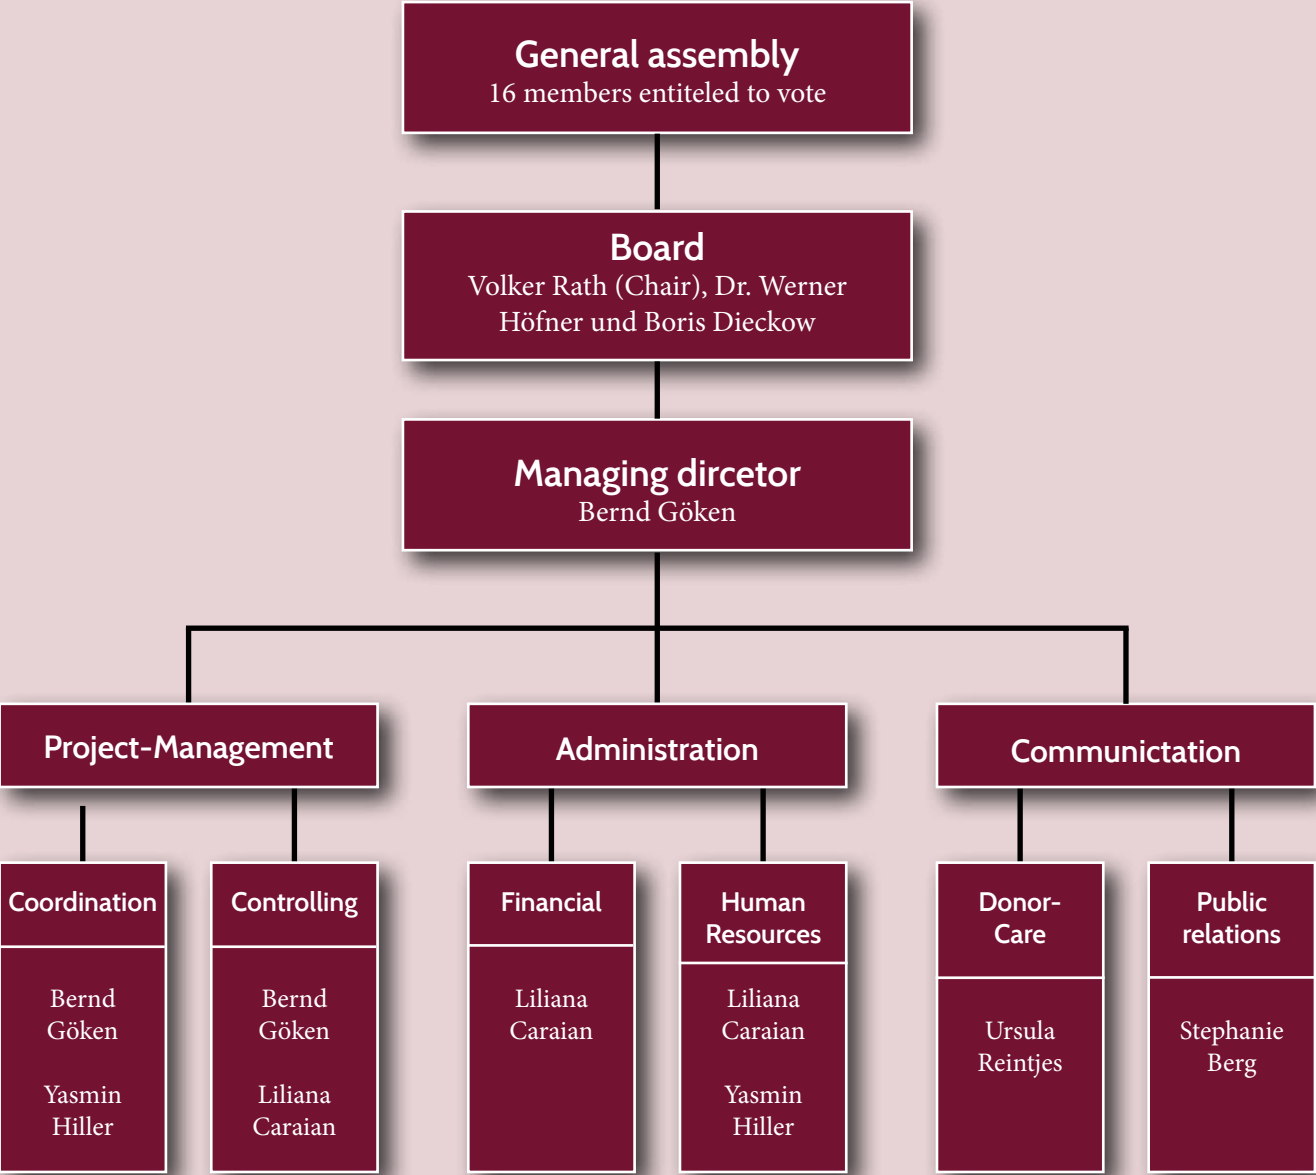 General assembly
16 members entiteled to vote
Board
Volker Rath (Chair), Dr. Werner
Höfner und Boris Dieckow
Managing dircetor
Bernd Göken
Project-Management
Administration
Communictation
Coordination
Bernd
Göken
Yasmin
Hiller
Controlling
Bernd
Göken
Liliana
Caraian
Financial
Liliana
Caraian
Human
Resources
Liliana
Caraian
Yasmin
Hiller
Donor-
Care
Ursula
Reintjes
Public
relations
Stephanie
Berg